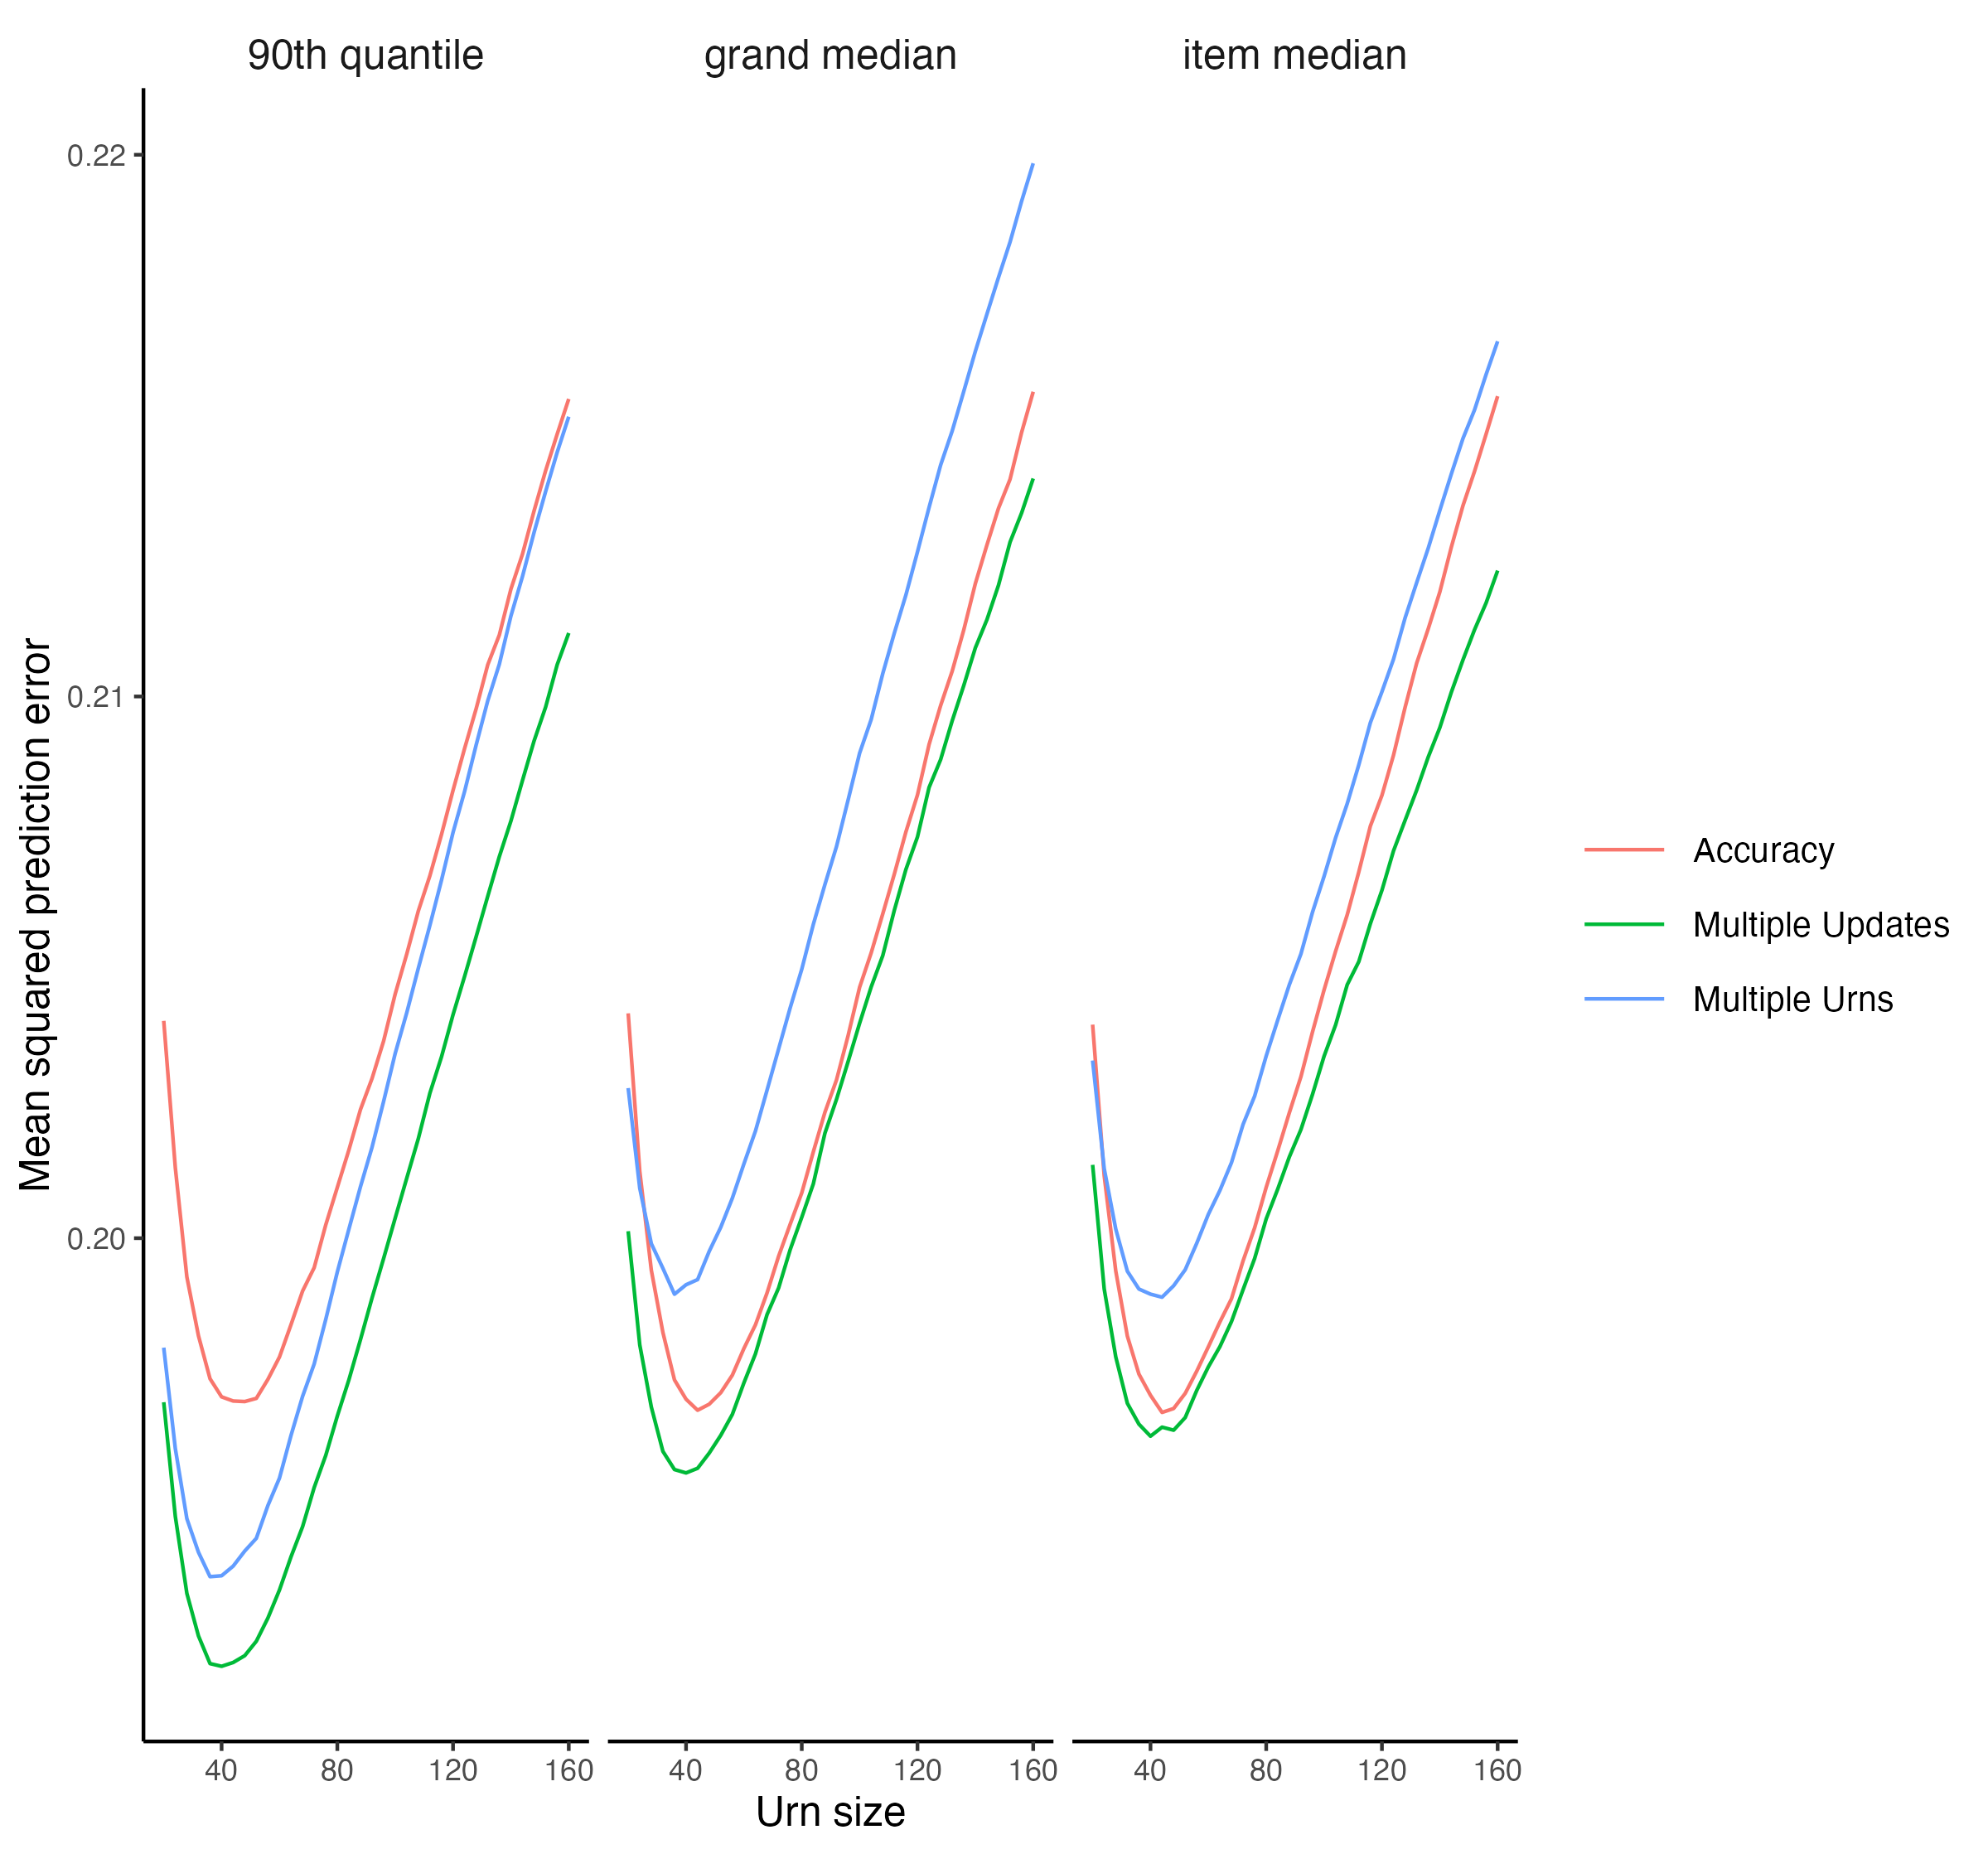 90th quantile grand median item median
0.22
0.21
0.20
Mean squared prediction error
40 80 120 160 40 80 120 160 40 80 120 160
Urn size
Accuracy
Multiple Updates
Multiple Urns